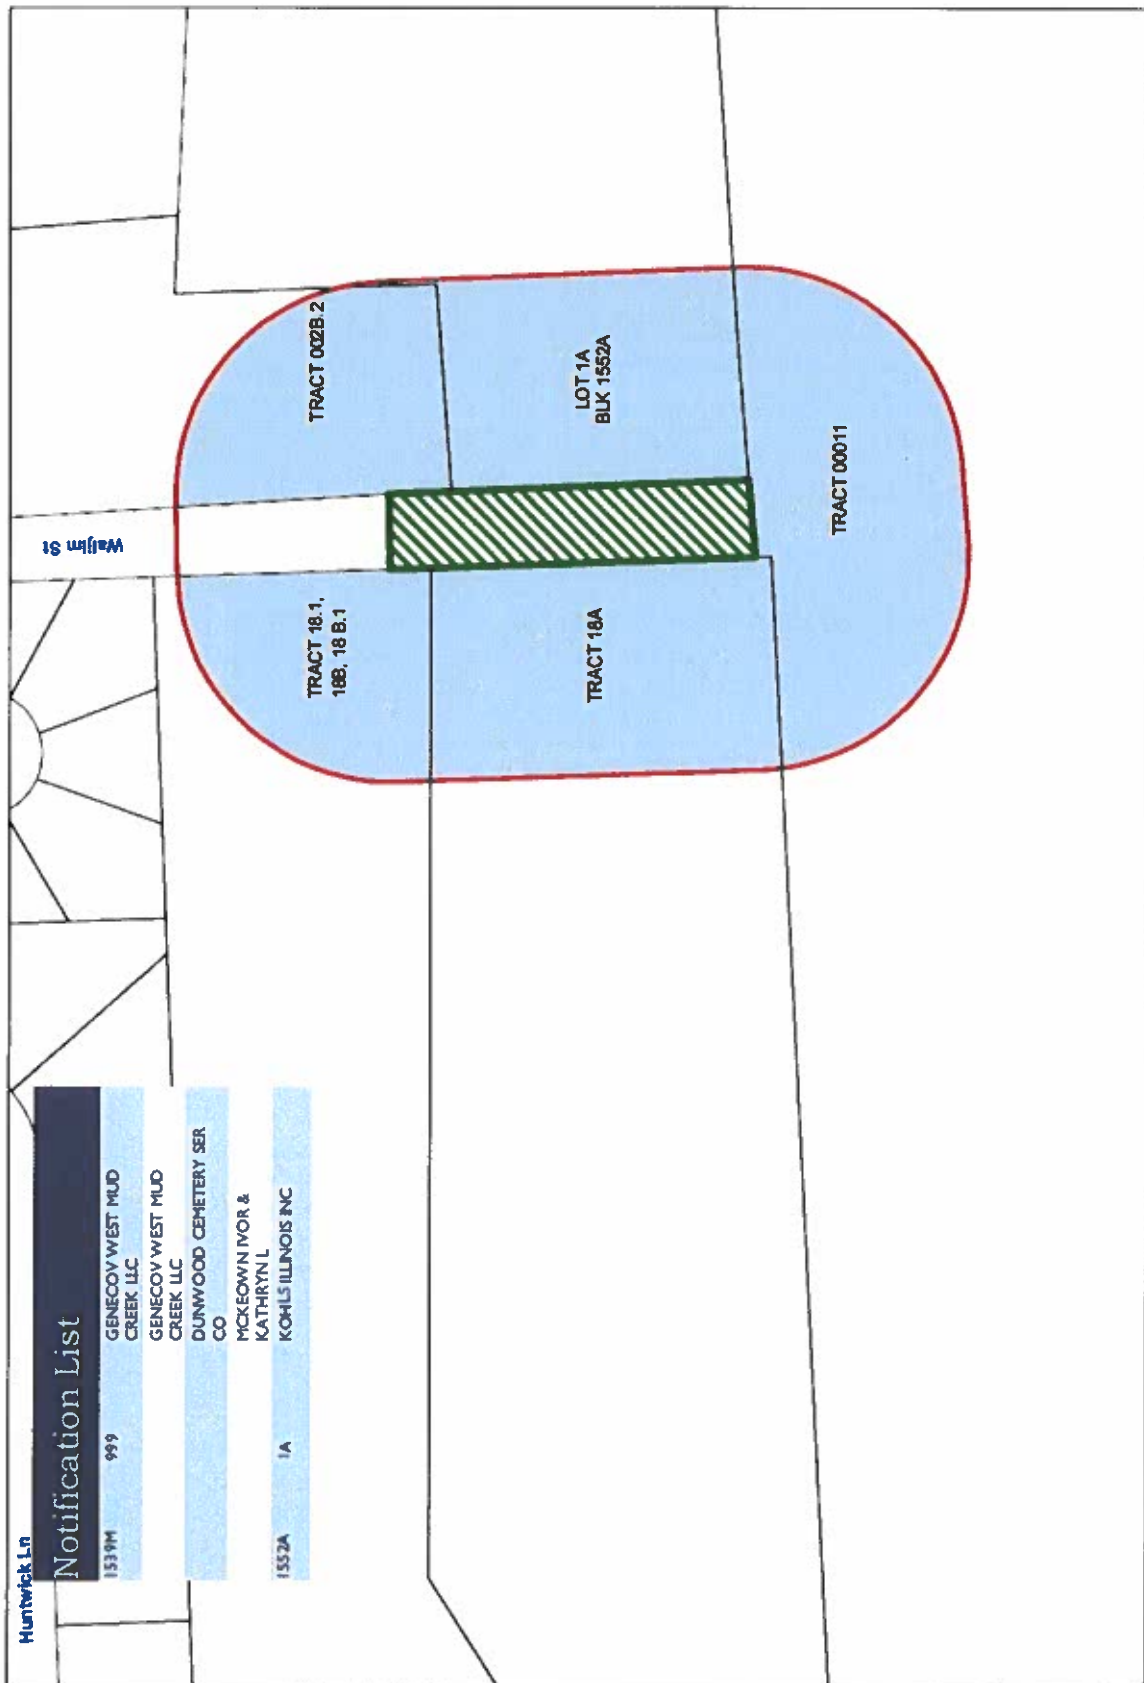 Huntwick Ln
Notification List
1539M 999 GENECOV WEST MUD
CREEK LLC
GENECOV WEST MUD
CREEK LLC
DUNWOOD CEMETERY SER
CO
MCKEOWN IVOR &
KATHRYN L
1552A 1A KOHLS ILLINOIS INC
Waljim St
TRACT 18.1,
18B, 18 B.1
TRACT 002B.2
TRACT 18A
LOT 1A
BLK 1552A
TRACT 00011